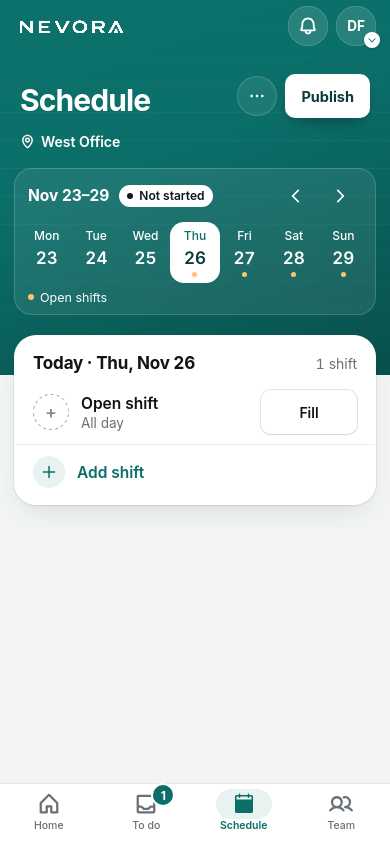 NEVORA
DF
Schedule
Publish
West Office
Nov 23–29
Not started
Mon Tue Wed Thu Fri Sat Sun
23 24 25 26 27 28 29
Open shifts
Today · Thu, Nov 26
1 shift
Open shift
All day
Fill
Add shift
1
Home To do Schedule Team